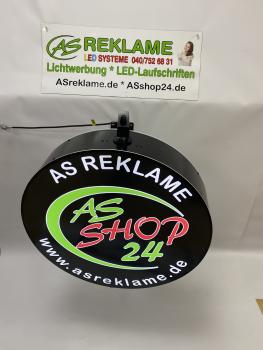 AS REKLAME
LED SYSTEME 040/752 68 31
Lichtwerbung * LED-Laufschriften
ASreklame.de * ASshop24.de
AS REKLAME
AS
SHOP
24
www.asreklame.de